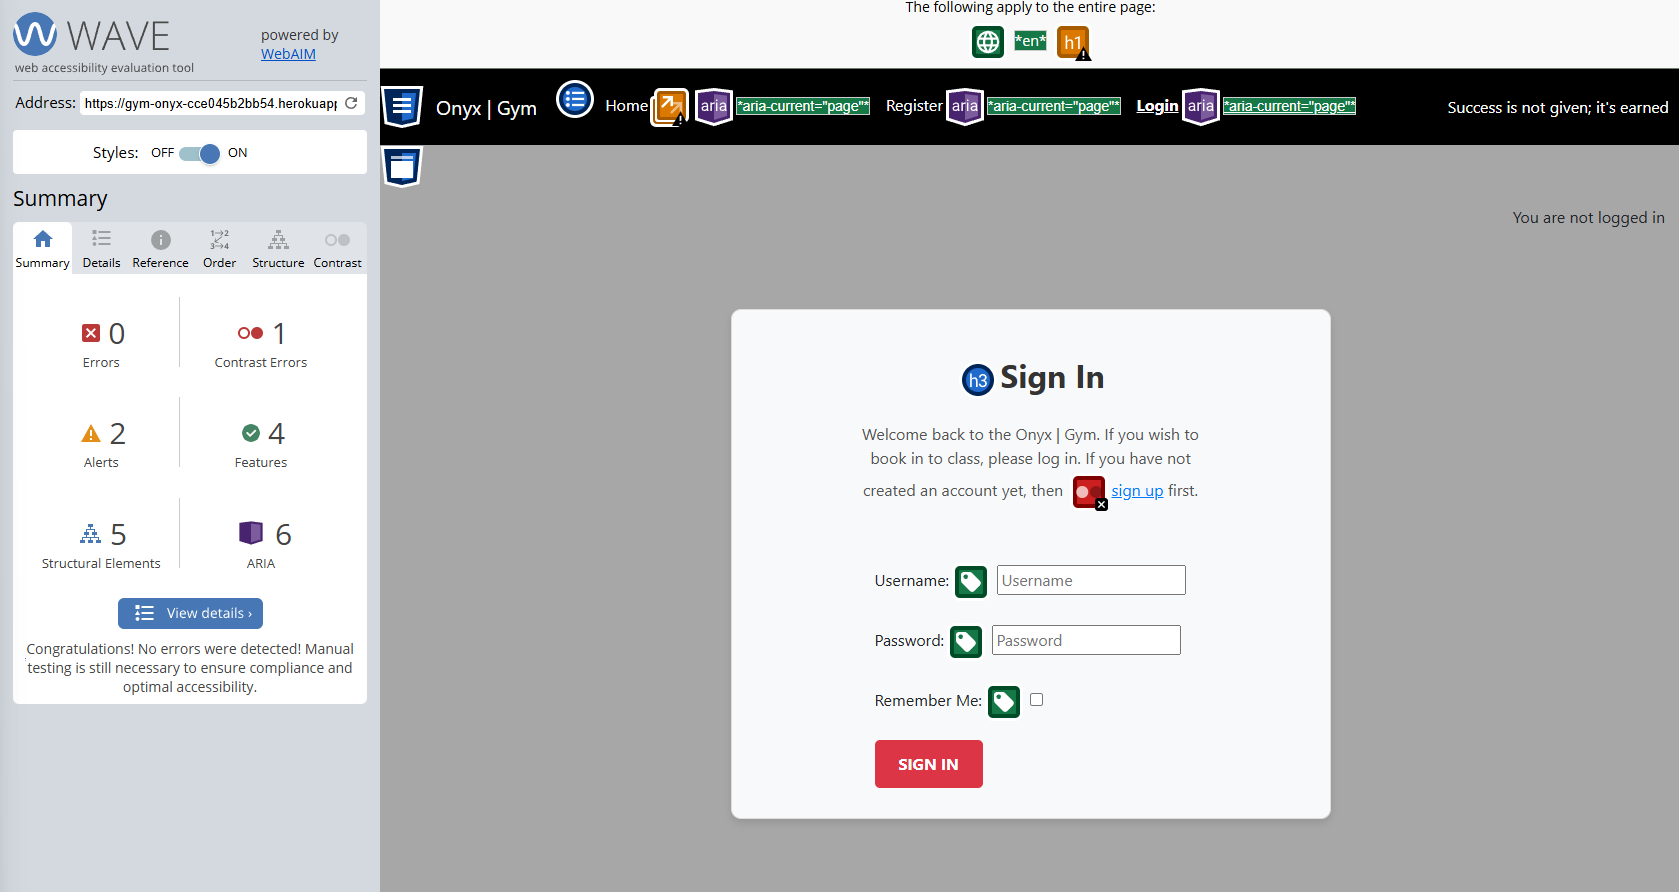 WAVE
web accessibility evaluation tool
powered by
WebAIM
Address: https://gym-onyx-cce045b2bb54.herokuapp
Styles: OFF ON
Summary
Summary Details Reference Order Structure Contrast
0
Errors
1
Contrast Errors
2
Alerts
4
Features
5
Structural Elements
6
ARIA
View details ›
Congratulations! No errors were detected! Manual
testing is still necessary to ensure compliance and
optimal accessibility.
The following apply to the entire page:
*en* h1
Onyx | Gym Home aria *aria-current="page"* Register aria *aria-current="page"* Login aria *aria-current="page"* Success is not given; it's earned
You are not logged in
h3 Sign In
Welcome back to the Onyx | Gym. If you wish to
book in to class, please log in. If you have not
created an account yet, then sign up first.
Username: Username
Password: Password
Remember Me:
SIGN IN